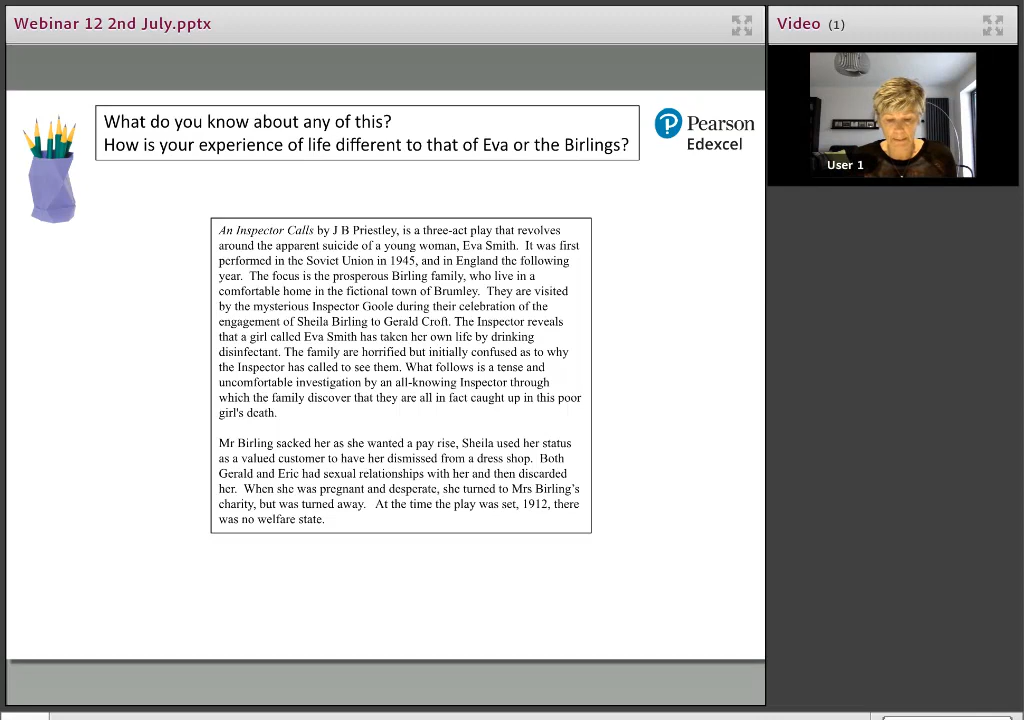 Webinar 12 2nd July.pptx
Video (1)
User 1
What do you know about any of this?
How is your experience of life different to that of Eva or the Birlings?
Pearson
Edexcel
An Inspector Calls by J B Priestley, is a three-act play that revolves
around the apparent suicide of a young woman, Eva Smith. It was first
performed in the Soviet Union in 1945, and in England the following
year. The focus is the prosperous Birling family, who live in a
comfortable home in the fictional town of Brumley. They are visited
by the mysterious Inspector Goole during their celebration of the
engagement of Sheila Birling to Gerald Croft. The Inspector reveals
that a girl called Eva Smith has taken her own life by drinking
disinfectant. The family are horrified but initially confused as to why
the Inspector has called to see them. What follows is a tense and
uncomfortable investigation by an all-knowing Inspector through
which the family discover that they are all in fact caught up in this poor
girl's death.
Mr Birling sacked her as she wanted a pay rise, Sheila used her status
as a valued customer to have her dismissed from a dress shop. Both
Gerald and Eric had sexual relationships with her and then discarded
her. When she was pregnant and desperate, she turned to Mrs Birling’s
charity, but was turned away. At the time the play was set, 1912, there
was no welfare state.